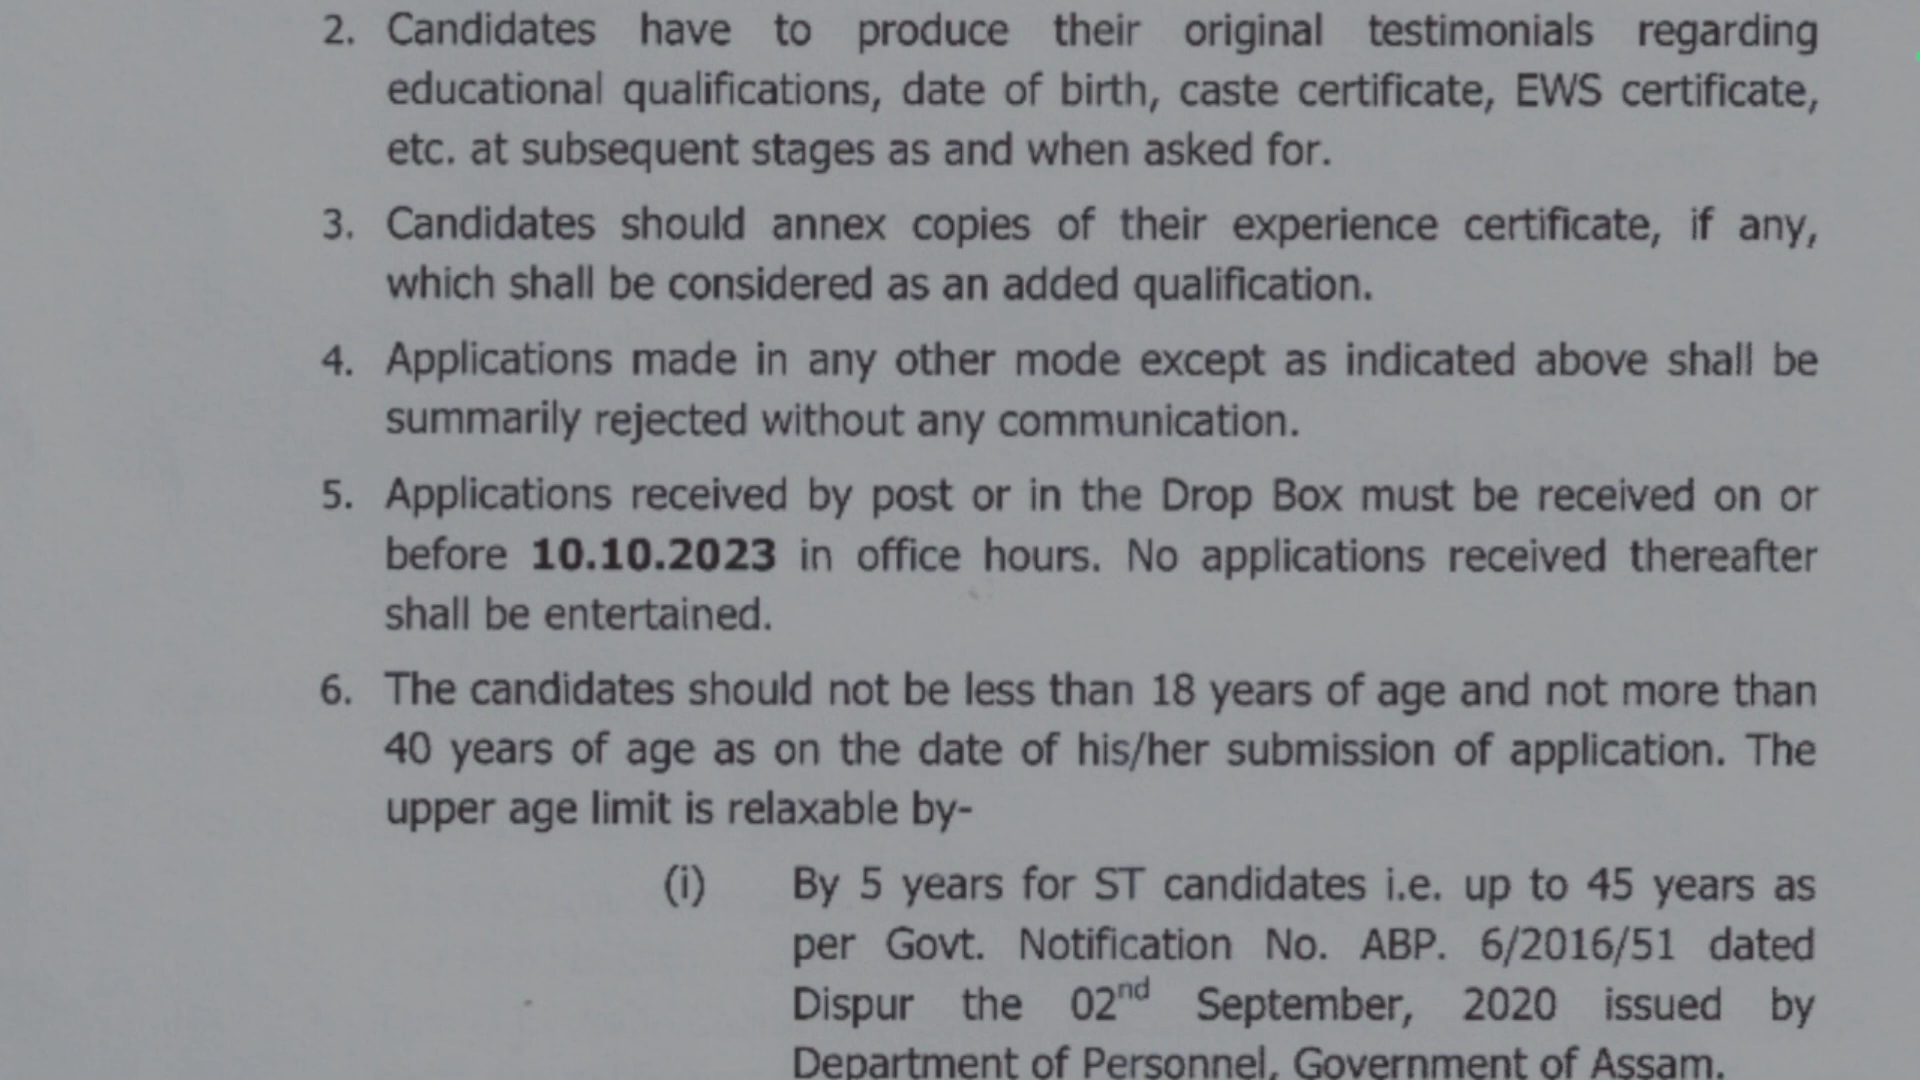 2. Candidates have to produce their original testimonials regarding
educational qualifications, date of birth, caste certificate, EWS certificate,
etc. at subsequent stages as and when asked for.
3. Candidates should annex copies of their experience certificate, if any,
which shall be considered as an added qualification.
4. Applications made in any other mode except as indicated above shall be
summarily rejected without any communication.
5. Applications received by post or in the Drop Box must be received on or
before 10.10.2023 in office hours. No applications received thereafter
shall be entertained.
6. The candidates should not be less than 18 years of age and not more than
40 years of age as on the date of his/her submission of application. The
upper age limit is relaxable by-
(i) By 5 years for ST candidates i.e. up to 45 years as
per Govt. Notification No. ABP. 6/2016/51 dated
Dispur the 02nd September, 2020 issued by
Department of Personnel, Government of Assam.